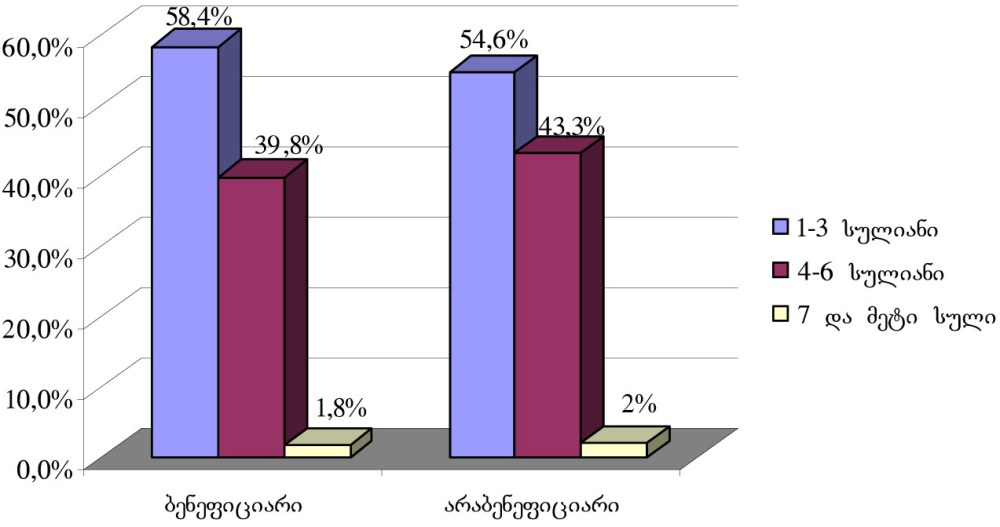 58,4%
54,6%
60,0%
50,0%
43,3%
39,8%
40,0%
30,0%
20,0%
10,0%
1,8%
2%
0,0%
ბენეფიციარი
არაბენეფიციარი
1-3 სულიანი
4-6 სულიანი
7 და მეტი სული